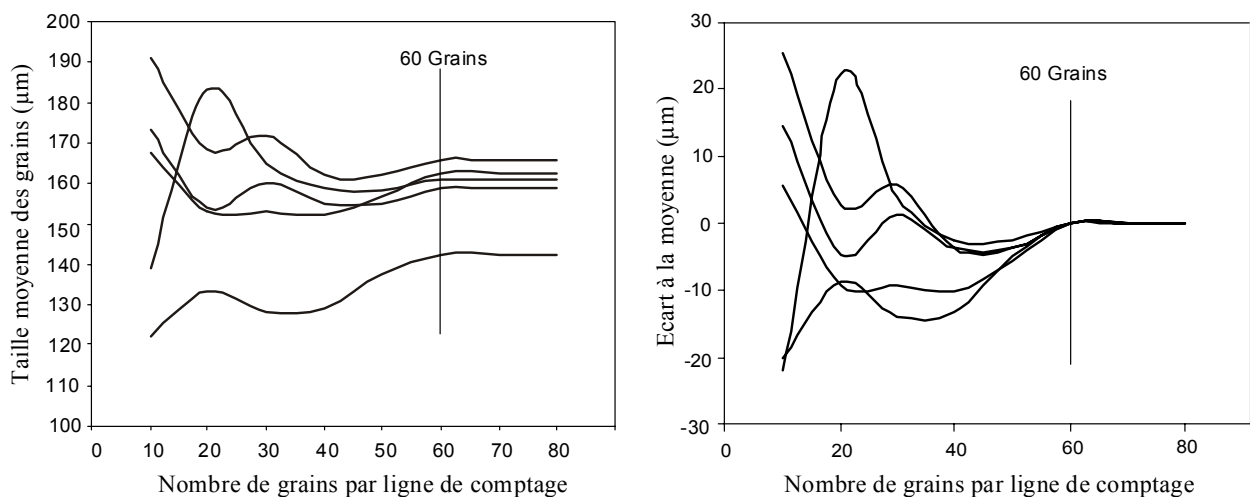 200
190
180
170
160
150
140
130
120
110
100
Taille moyenne des grains (µm)
60 Grains
0 10 20 30 40 50 60 70 80
Nombre de grains par ligne de comptage
30
20
10
0
-10
-20
-30
Ecart à la moyenne (µm)
60 Grains
0 20 40 60 80
Nombre de grains par ligne de comptage